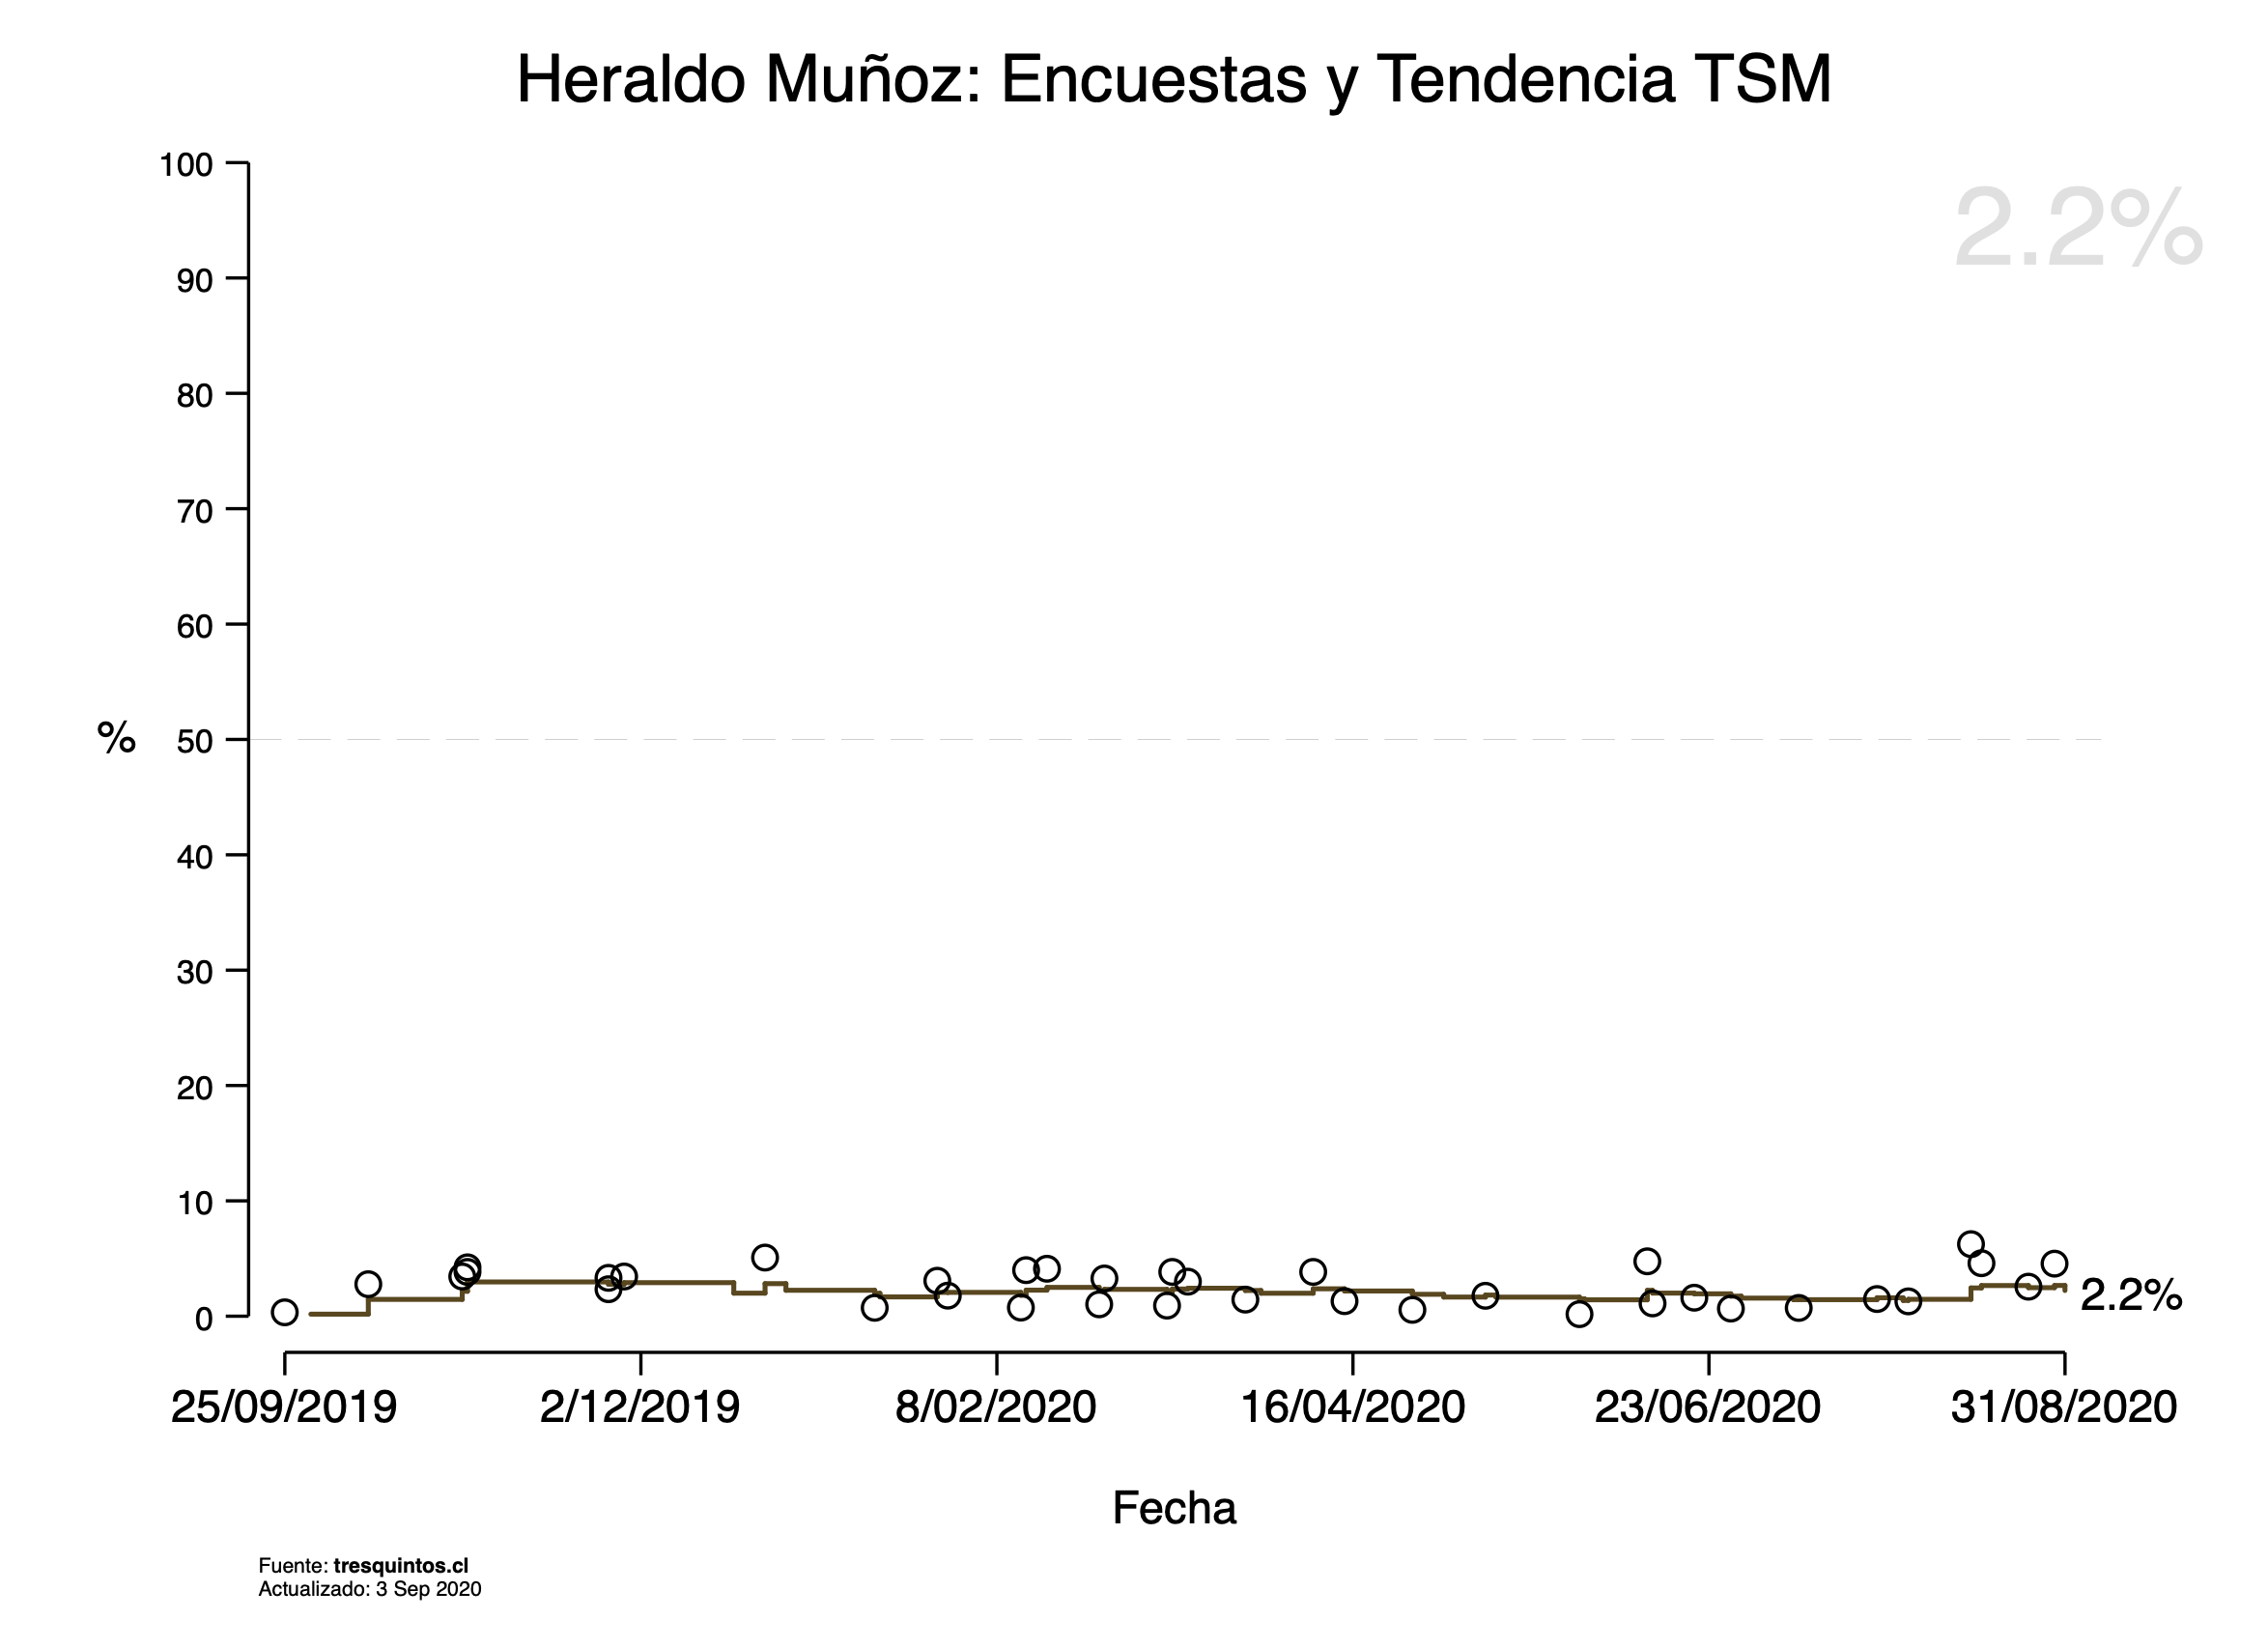 Heraldo Muñoz: Encuestas y Tendencia TSM
2.2%
100
90
80
70
60
% 50
40
30
20
10
0
2.2%
25/09/2019 2/12/2019 8/02/2020 16/04/2020 23/06/2020 31/08/2020
Fecha
Fuente: tresquintos.cl
Actualizado: 3 Sep 2020